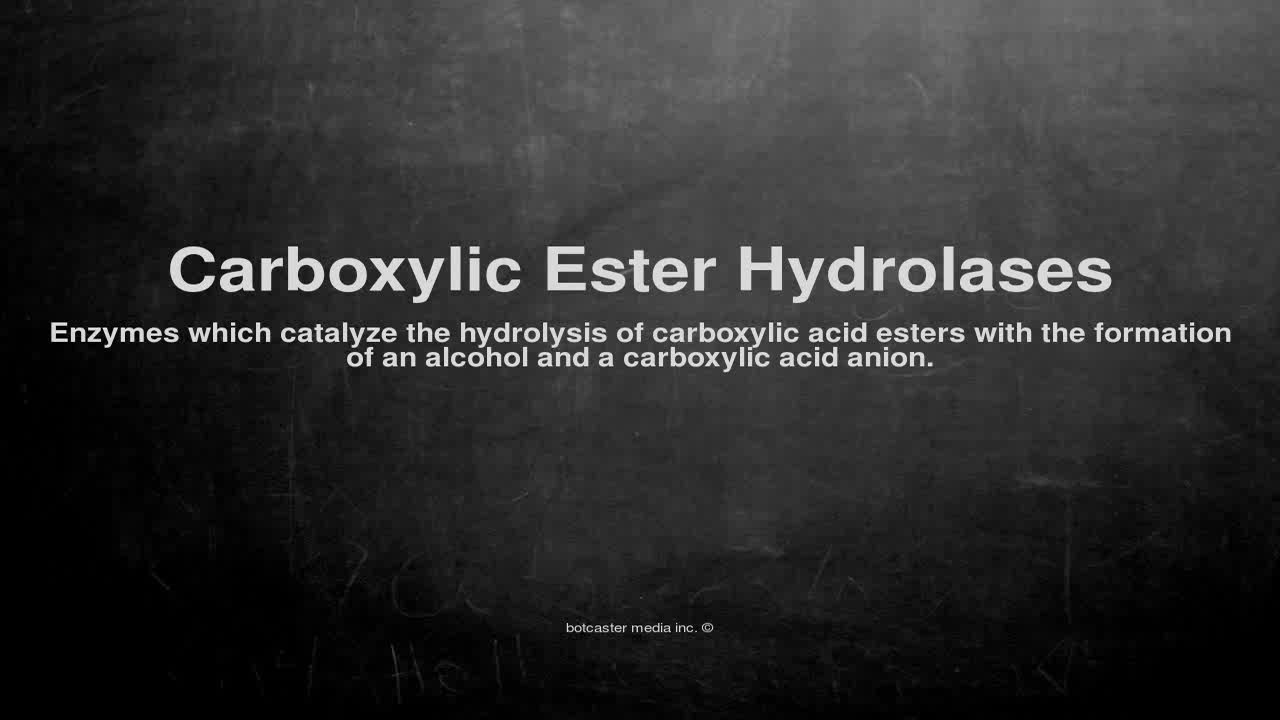 Carboxylic Ester Hydrolases
Enzymes which catalyze the hydrolysis of carboxylic acid esters with the formation
of an alcohol and a carboxylic acid anion.
botcaster media inc. ©